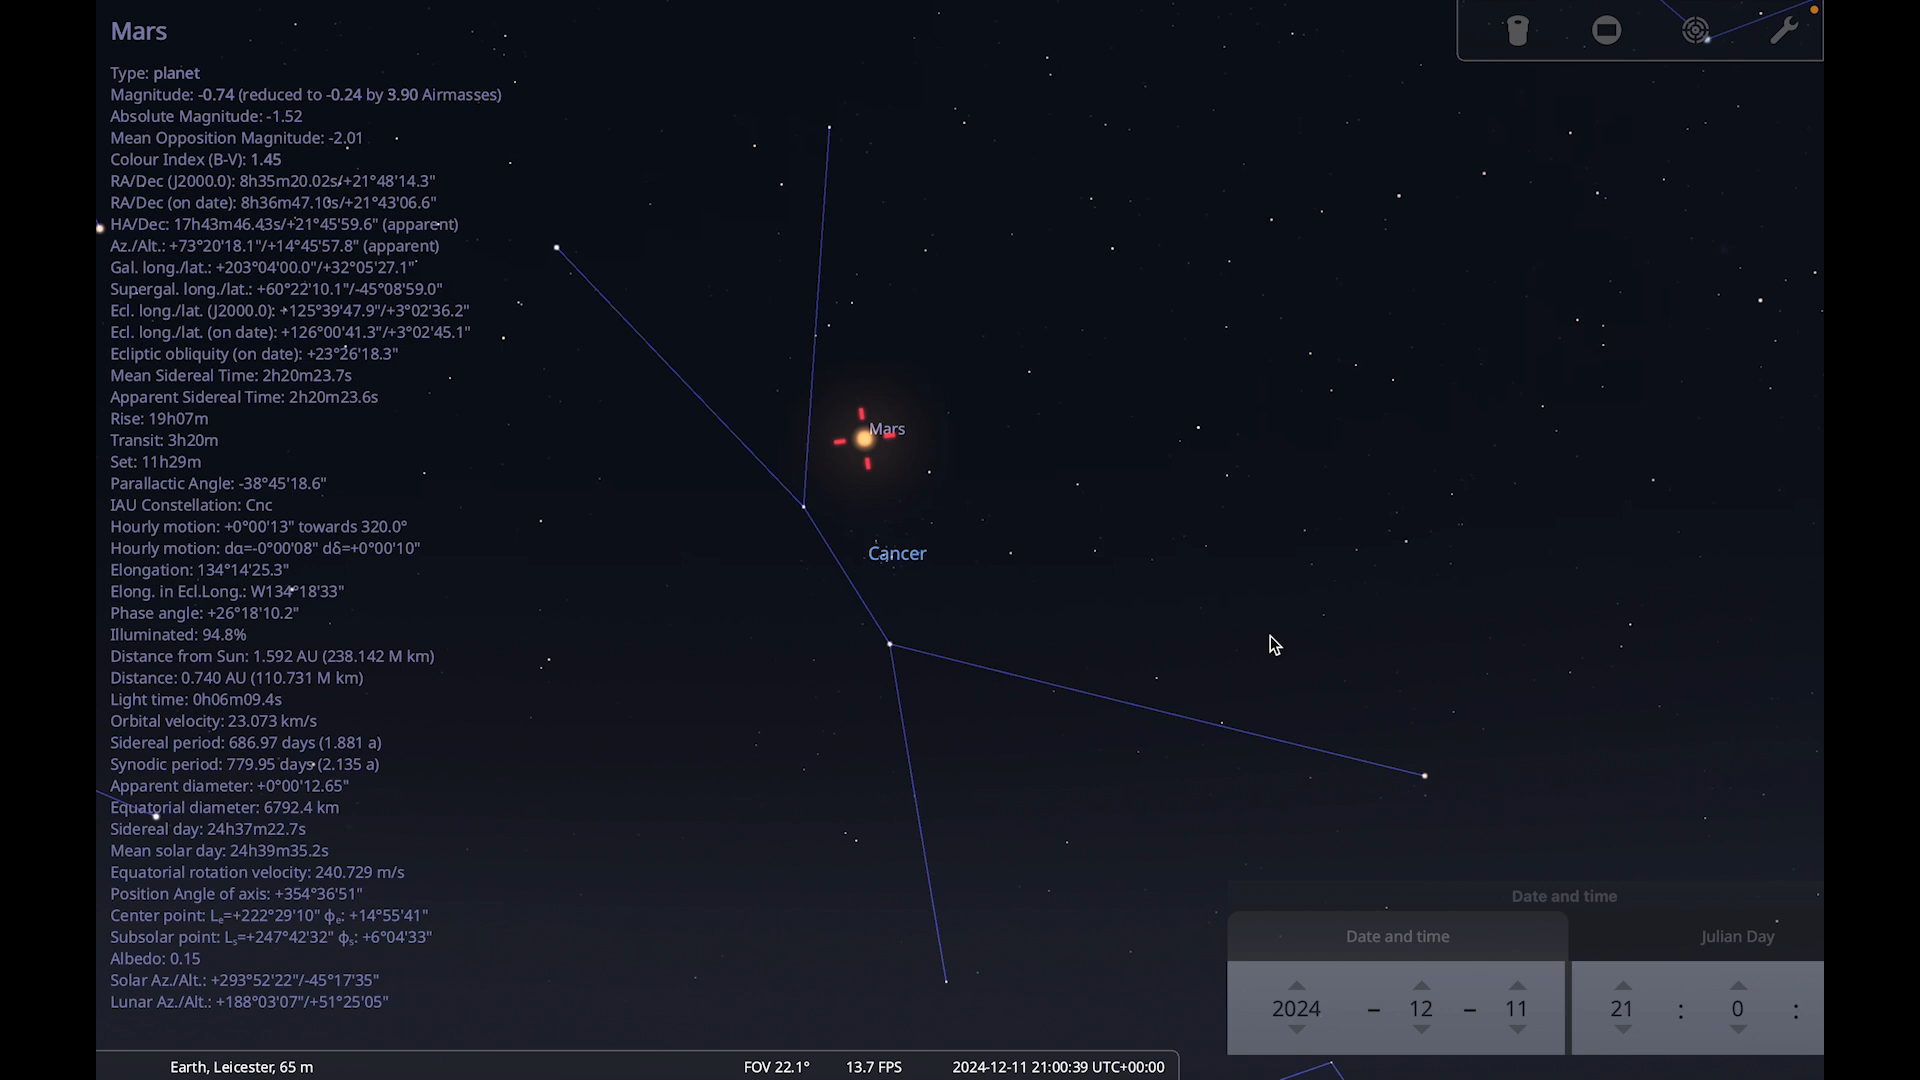 Mars
Type: planet
Magnitude: -0.74 (reduced to -0.24 by 3.90 Airmasses)
Absolute Magnitude: -1.52
Mean Opposition Magnitude: -2.01
Colour Index (B-V): 1.45
RA/Dec (J2000.0): 8h35m20.02s/+21°48'14.3"
RA/Dec (on date): 8h36m47.10s/+21°43'06.6"
HA/Dec: 17h43m46.43s/+21°45'59.6" (apparent)
Az./Alt.: +73°20'18.1"/+14°45'57.8" (apparent)
Gal. long./lat.: +203°04'00.0"/+32°05'27.1"
Supergal. long./lat.: +60°22'10.1"/-45°08'59.0"
Ecl. long./lat. (J2000.0): +125°39'47.9"/+3°02'36.2"
Ecl. long./lat. (on date): +126°00'41.3"/+3°02'45.1"
Ecliptic obliquity (on date): +23°26'18.3"
Mean Sidereal Time: 2h20m23.7s
Apparent Sidereal Time: 2h20m23.6s
Rise: 19h07m
Transit: 3h20m
Set: 11h29m
Parallactic Angle: -38°45'18.6"
IAU Constellation: Cnc
Hourly motion: +0°00'13" towards 320.0°
Hourly motion: dα=-0°00'08" dδ=+0°00'10"
Elongation: 134°14'25.3"
Elong. in Ecl.Long.: W134°18'33"
Phase angle: +26°18'10.2"
Illuminated: 94.8%
Distance from Sun: 1.592 AU (238.142 M km)
Distance: 0.740 AU (110.731 M km)
Light time: 0h06m09.4s
Orbital velocity: 23.073 km/s
Sidereal period: 686.97 days (1.881 a)
Synodic period: 779.95 days (2.135 a)
Apparent diameter: +0°00'12.65"
Equatorial diameter: 6792.4 km
Sidereal day: 24h37m22.7s
Mean solar day: 24h39m35.2s
Equatorial rotation velocity: 240.729 m/s
Position Angle of axis: +354°36'51"
Center point: Lₑ=+222°29'10" ϕₑ: +14°55'41"
Subsolar point: Lₛ=+247°42'32" ϕₛ: +6°04'33"
Albedo: 0.15
Solar Az./Alt.: +293°52'22"/-45°17'35"
Lunar Az./Alt.: +188°03'07"/+51°25'05"
Mars
Cancer
Date and time
Date and time
Julian Day
2024 – 12 – 11
21 : 0 :
Earth, Leicester, 65 m
FOV 22.1°
13.7 FPS
2024-12-11 21:00:39 UTC+00:00